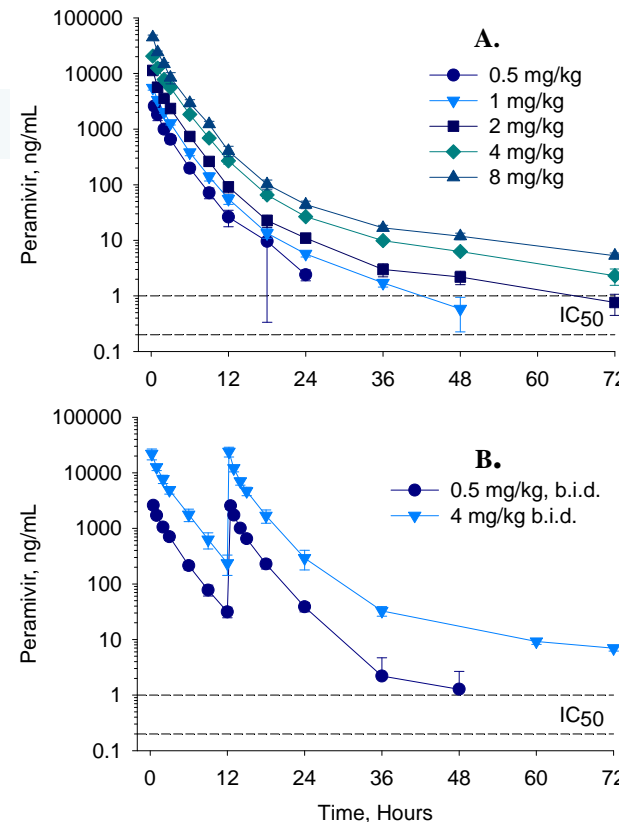 A.
100000
10000
1000
100
10
1
0.1
Peramivir, ng/mL
0.5 mg/kg
1 mg/kg
2 mg/kg
4 mg/kg
8 mg/kg
IC50
0 12 24 36 48 60 72
B.
100000
10000
1000
100
10
1
0.1
Peramivir, ng/mL
0.5 mg/kg, b.i.d.
4 mg/kg b.i.d.
IC50
0 12 24 36 48 60 72
Time, Hours